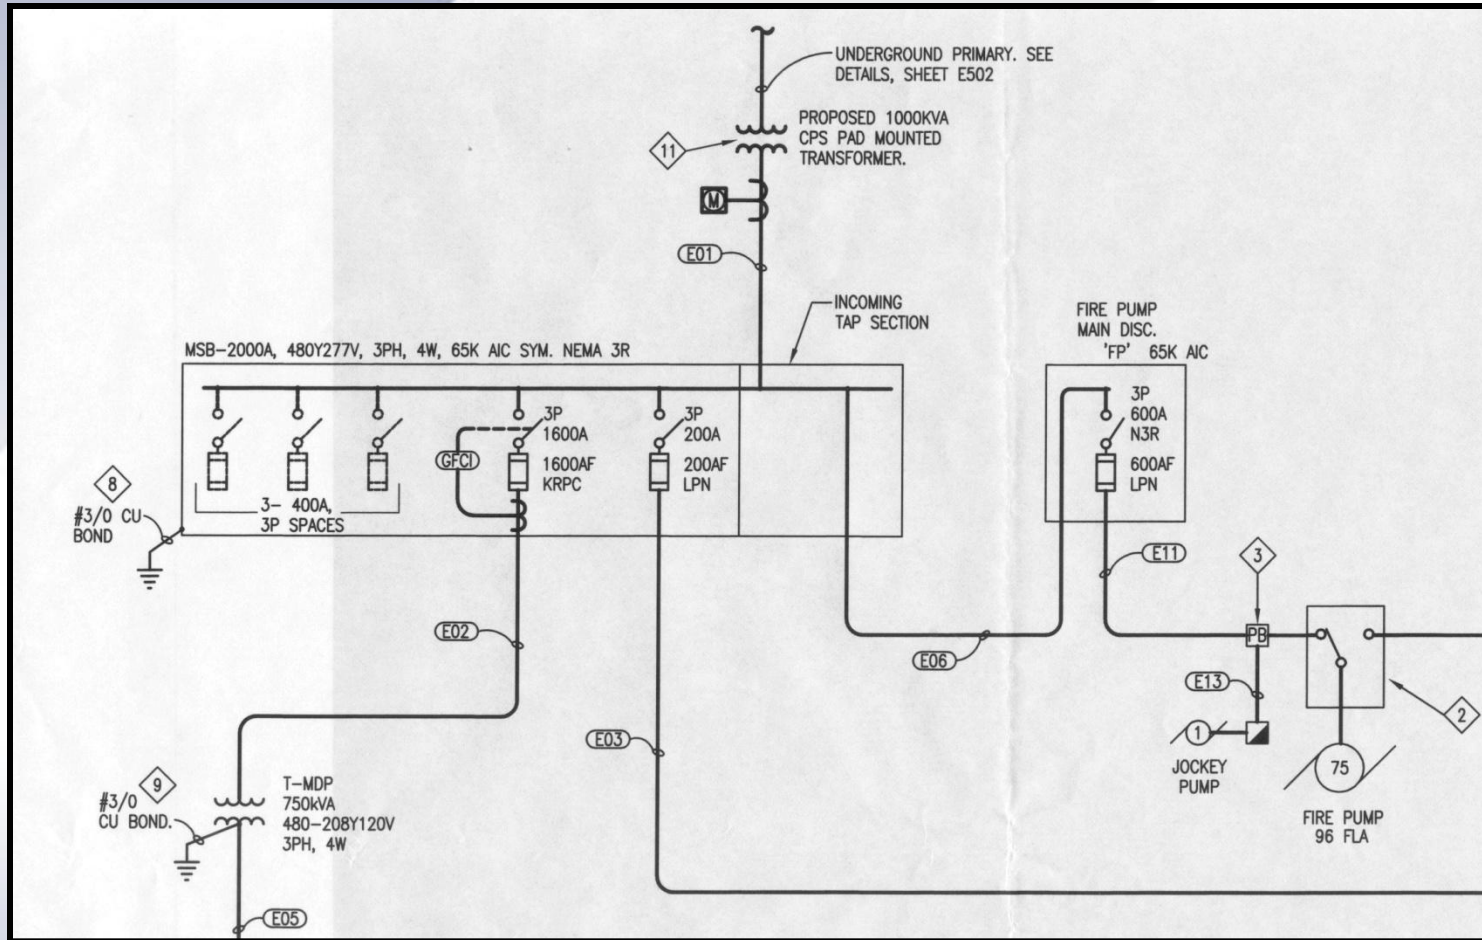 UNDERGROUND PRIMARY. SEE
DETAILS, SHEET E502
PROPOSED 1000KVA
CPS PAD MOUNTED
TRANSFORMER.
11
M
E01
INCOMING
TAP SECTION
FIRE PUMP
MAIN DISC.
'FP' 65K AIC
MSB-2000A, 480Y277V, 3PH, 4W, 65K AIC SYM. NEMA 3R
3P
1600A
GFCI
1600AF
KRPC
3P
200A
200AF
LPN
3P
600A
N3R
600AF
LPN
3- 400A,
3P SPACES
8
#3/0 CU
BOND
E11
3
PB
E02
E06
E13
2
E03
1
JOCKEY
PUMP
75
FIRE PUMP
96 FLA
9
#3/0
CU BOND.
T-MDP
750kVA
480-208Y120V
3PH, 4W
E05